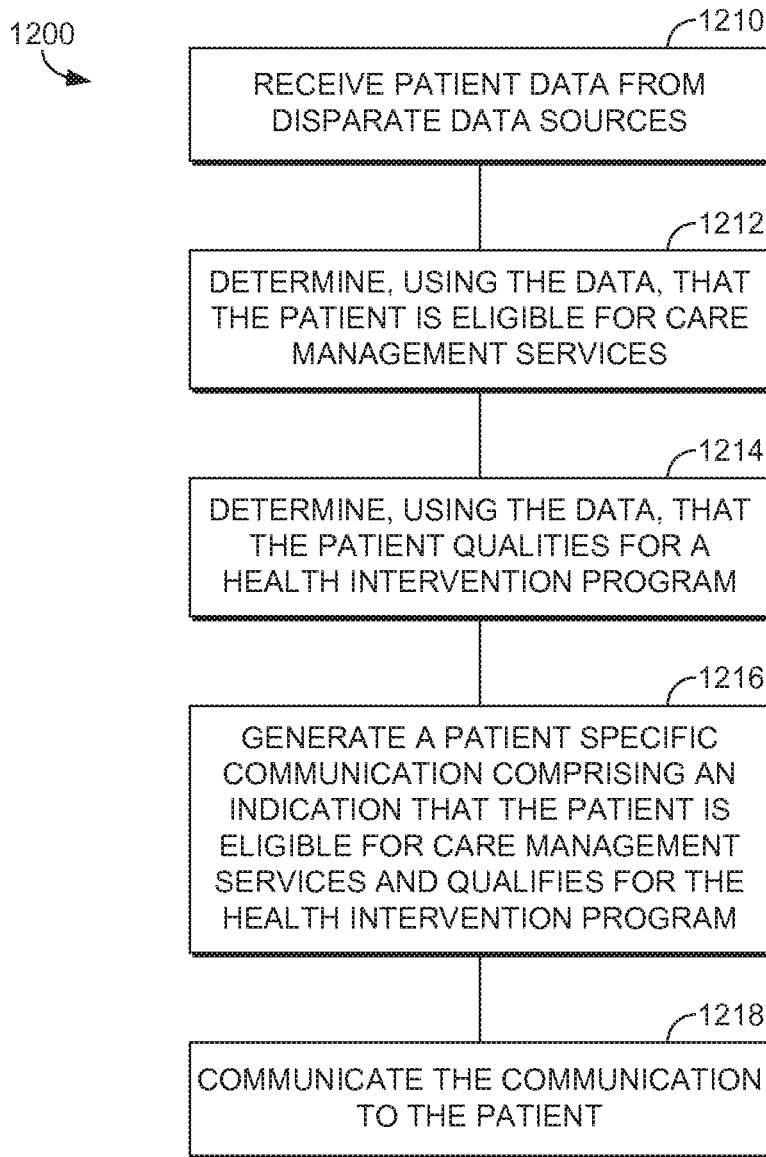 1200
1210
RECEIVE PATIENT DATA FROM
DISPARATE DATA SOURCES
1212
DETERMINE, USING THE DATA, THAT
THE PATIENT IS ELIGIBLE FOR CARE
MANAGEMENT SERVICES
1214
DETERMINE, USING THE DATA, THAT
THE PATIENT QUALITIES FOR A
HEALTH INTERVENTION PROGRAM
1216
GENERATE A PATIENT SPECIFIC
COMMUNICATION COMPRISING AN
INDICATION THAT THE PATIENT IS
ELIGIBLE FOR CARE MANAGEMENT
SERVICES AND QUALIFIES FOR THE
HEALTH INTERVENTION PROGRAM
1218
COMMUNICATE THE COMMUNICATION
TO THE PATIENT